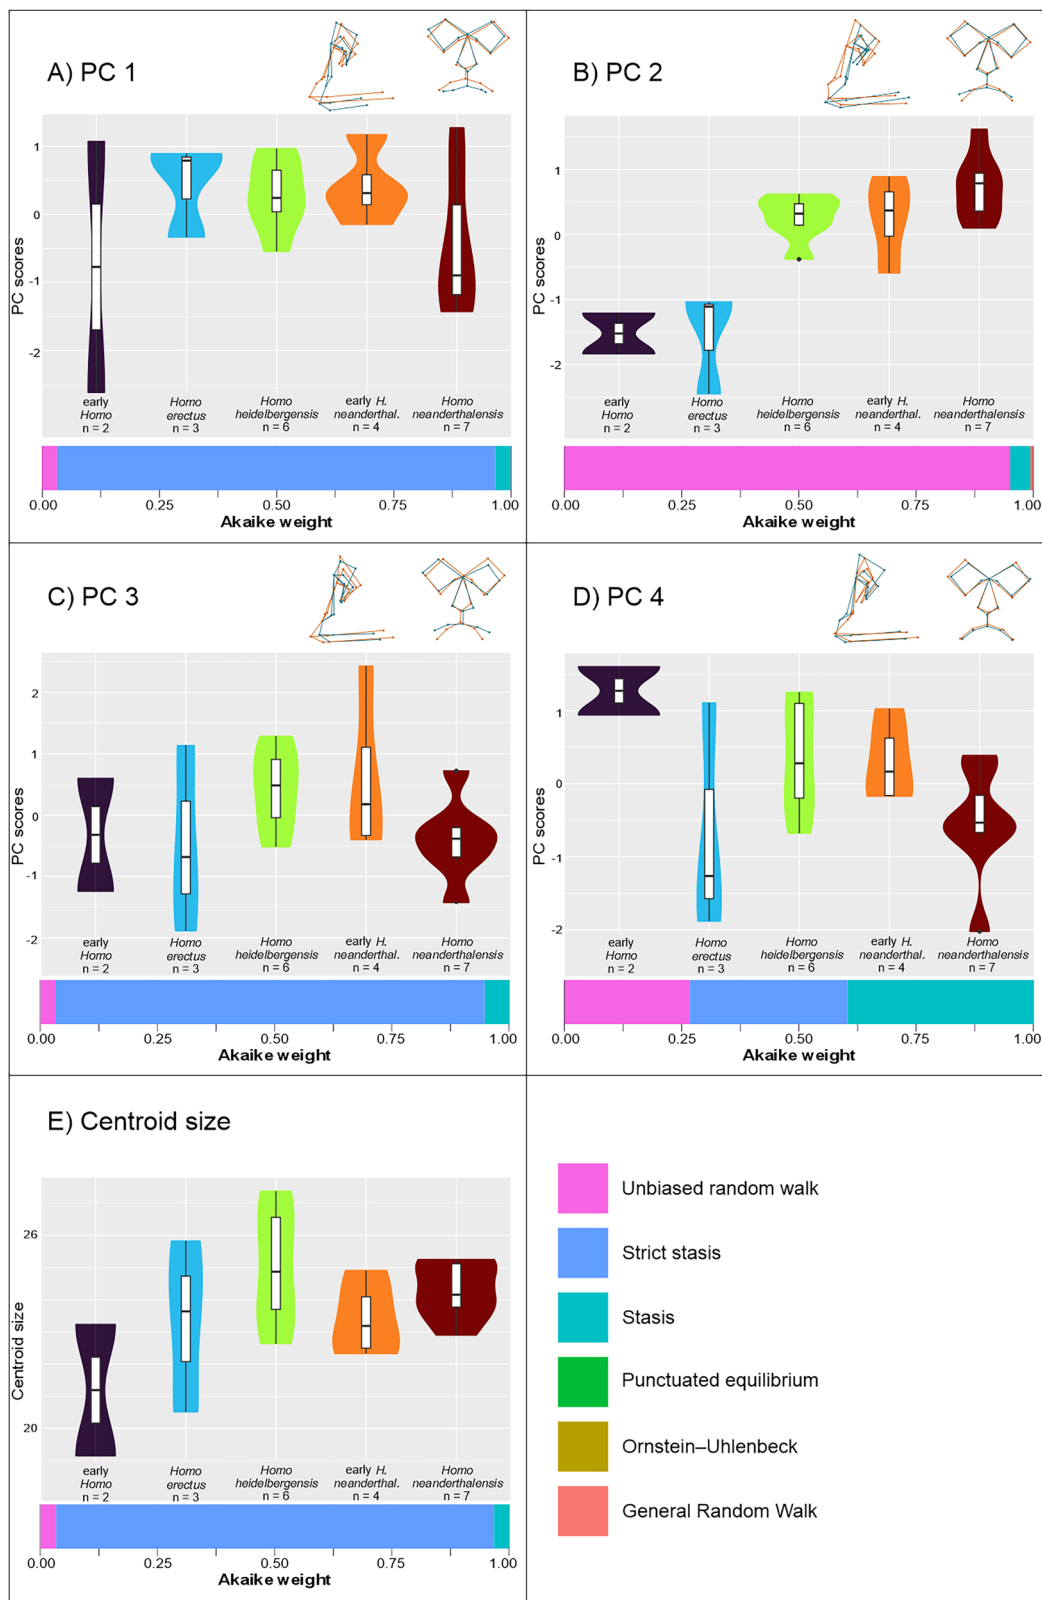 A) PC 1
PC scores
1
0
-1
-2
early Homo erectus Homo heidelbergensis early H. neanderthal. Homo neanderthalensis
early
Homo
n = 2
Homo
erectus
n = 3
Homo
heidelbergensis
n = 6
early H.
neanderthal.
n = 4
Homo
neanderthalensis
n = 7
0.00 0.25 0.50 0.75 1.00
Akaike weight
B) PC 2
PC scores
1
0
-1
-2
early
Homo
n = 2
Homo
erectus
n = 3
Homo
heidelbergensis
n = 6
early H.
neanderthal.
n = 4
Homo
neanderthalensis
n = 7
0.00 0.25 0.50 0.75 1.00
Akaike weight
C) PC 3
PC scores
2
1
0
-1
-2
early
Homo
n = 2
Homo
erectus
n = 3
Homo
heidelbergensis
n = 6
early H.
neanderthal.
n = 4
Homo
neanderthalensis
n = 7
0.00 0.25 0.50 0.75 1.00
Akaike weight
D) PC 4
PC scores
1
0
-1
-2
early
Homo
n = 2
Homo
erectus
n = 3
Homo
heidelbergensis
n = 6
early H.
neanderthal.
n = 4
Homo
neanderthalensis
n = 7
0.00 0.25 0.50 0.75 1.00
Akaike weight
E) Centroid size
Centroid size
26
20
early
Homo
n = 2
Homo
erectus
n = 3
Homo
heidelbergensis
n = 6
early H.
neanderthal.
n = 4
Homo
neanderthalensis
n = 7
0.00 0.25 0.50 0.75 1.00
Akaike weight
Unbiased random walk
Strict stasis
Stasis
Punctuated equilibrium
Ornstein–Uhlenbeck
General Random Walk